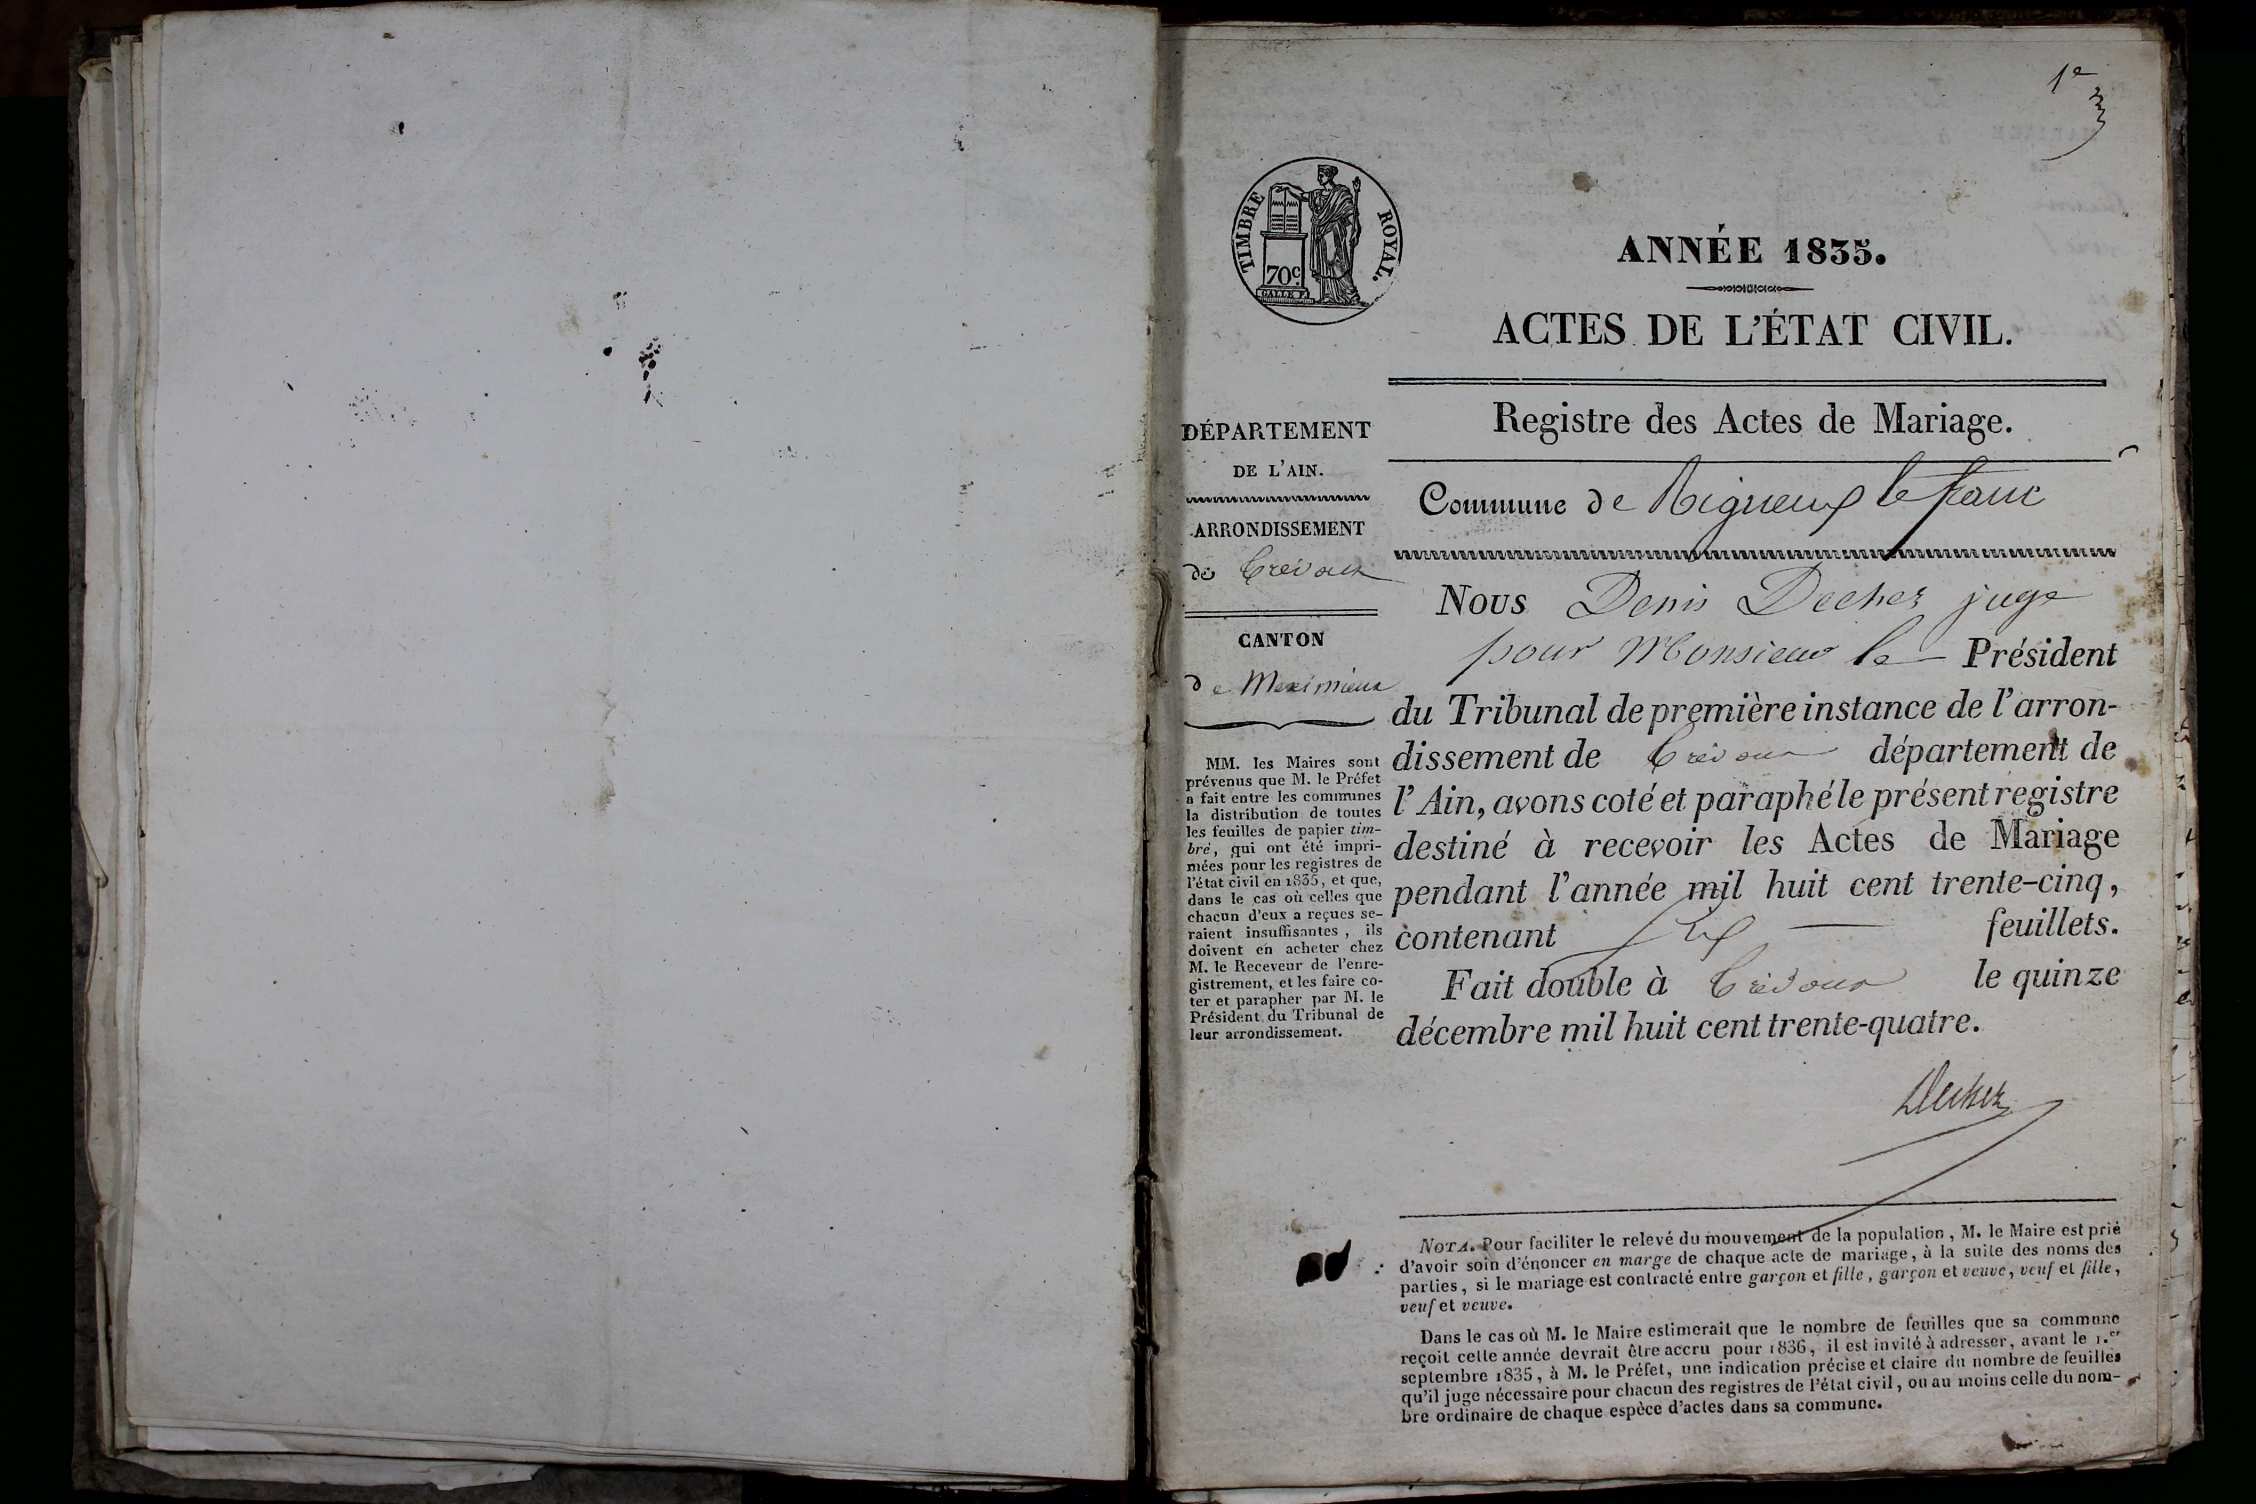 1e
TIMBRE ROYAL.
70c.
GALLE F.
ANNÉE 1835.
ACTES DE L'ÉTAT CIVIL.
Registre des Actes de Mariage.
Commune de Rigneux le franc
DÉPARTEMENT
DE L'AIN.
ARRONDISSEMENT
de Trévoux
CANTON
de Meximieux
MM. les Maires sont
prévenus que M. le Préfet
a fait entre les communes
la distribution de toutes
les feuilles de papier tim-
bré, qui ont été impri-
mées pour les registres de
l'état civil en 1835, et que,
dans le cas où celles que
chacun d'eux a reçues se-
raient insuffisantes, ils
doivent en acheter chez
M. le Receveur de l'enre-
gistrement, et les faire co-
ter et parapher par M. le
Président du Tribunal de
leur arrondissement.
Nous Denis Decher juge
pour Monsieur le Président
du Tribunal de première instance de l'arron-
dissement de Trévoux département de
l'Ain, avons coté et paraphé le présent registre
destiné à recevoir les Actes de Mariage
pendant l'année mil huit cent trente-cinq,
contenant six feuillets.
Fait double à Trévoux le quinze
décembre mil huit cent trente-quatre.
Decher
NOTA. Pour faciliter le relevé du mouvement de la population, M. le Maire est prié
d'avoir soin d'énoncer en marge de chaque acte de mariage, à la suite des noms des
parties, si le mariage est contracté entre garçon et fille, garçon et veuve, veuf et fille,
veuf et veuve.
Dans le cas où M. le Maire estimerait que le nombre de feuilles que sa commune
reçoit cette année devrait être accru pour 1836, il est invité à adresser, avant le 1.er
septembre 1835, à M. le Préfet, une indication précise et claire du nombre de feuilles
qu'il juge nécessaire pour chacun des registres de l'état civil, ou au moins celle du nom-
bre ordinaire de chaque espèce d'actes dans sa commune.